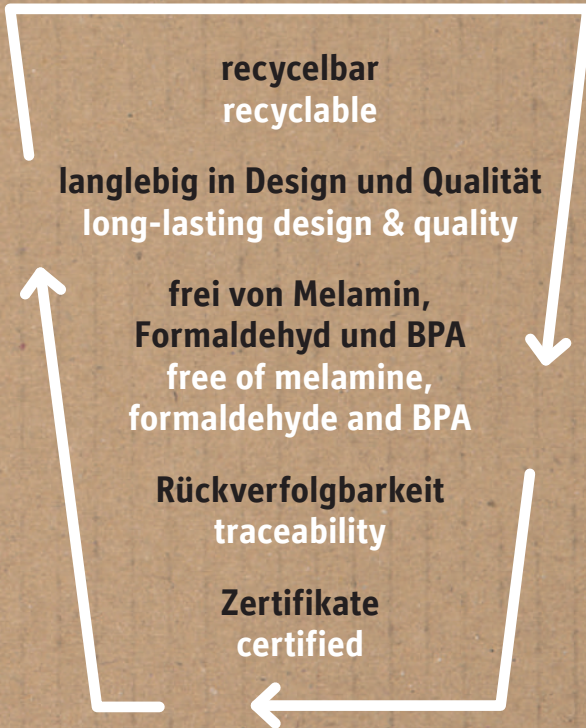 recycelbar
recyclable
langlebig in Design und Qualität
long-lasting design & quality
frei von Melamin,
Formaldehyd und BPA
free of melamine,
formaldehyde and BPA
Rückverfolgbarkeit
traceability
Zertifikate
certified